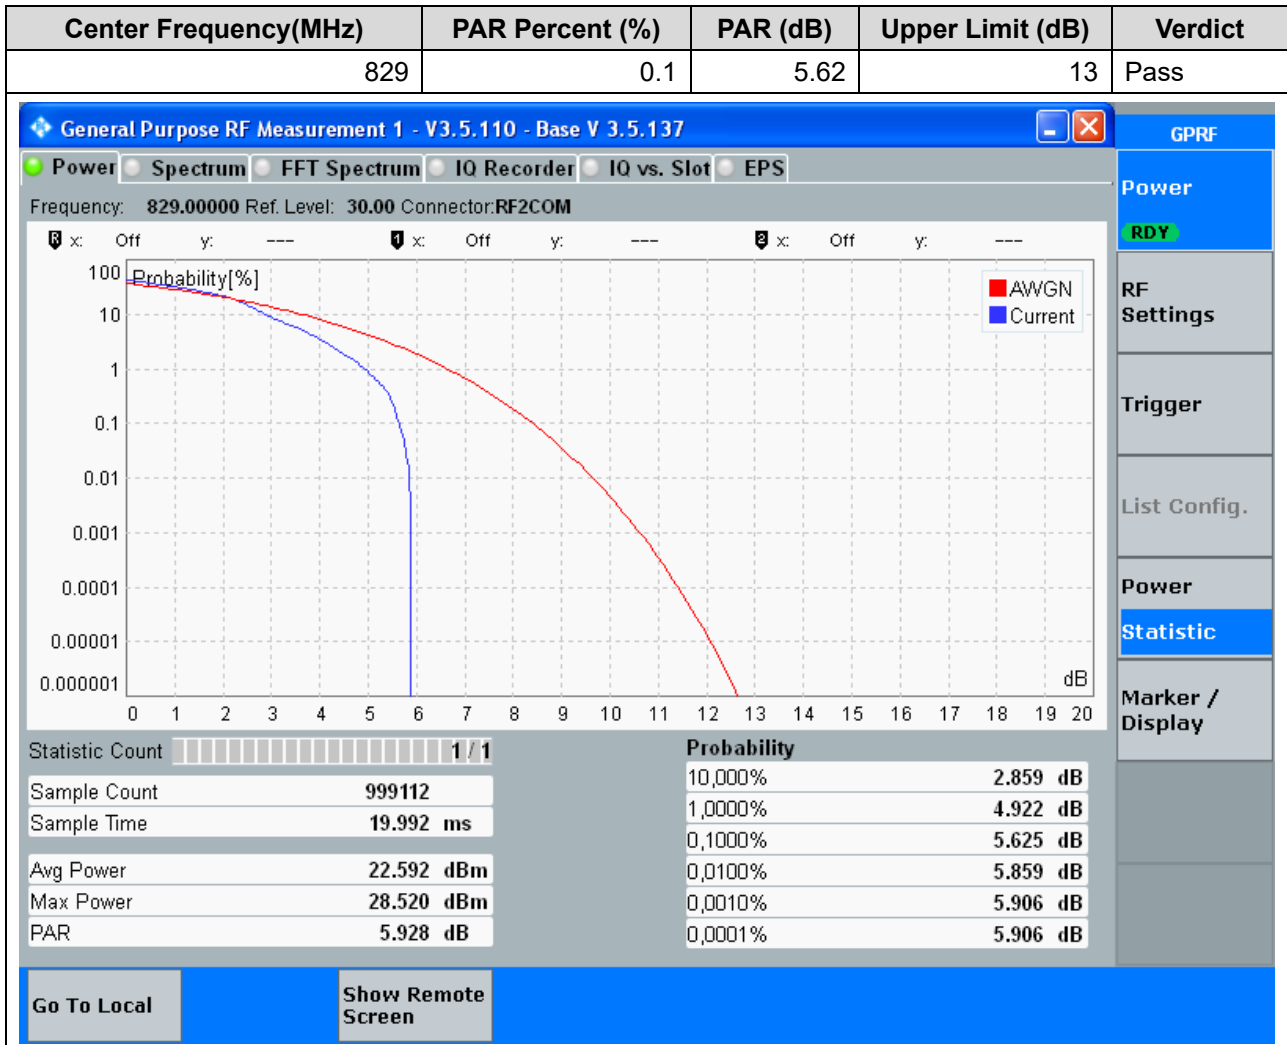 Center Frequency(MHz) PAR Percent (%) PAR (dB) Upper Limit (dB) Verdict
829 0.1 5.62 13 Pass
General Purpose RF Measurement 1 - V3.5.110 - Base V 3.5.137
GPRF
Power Spectrum FFT Spectrum IQ Recorder IQ vs. Slot EPS
Power
RDY
Frequency: 829.00000 Ref. Level: 30.00 Connector:RF2COM
R x: Off y: --- 1 x: Off y: --- 2 x: Off y: ---
Probability[%]
AWGN
Current
100
10
1
0.1
0.01
0.001
0.0001
0.00001
0.000001
dB
0 1 2 3 4 5 6 7 8 9 10 11 12 13 14 15 16 17 18 19 20
RF
Settings
Trigger
List Config.
Power
Statistic
Marker /
Display
Statistic Count 1 / 1
Sample Count 999112
Sample Time 19.992 ms
Avg Power 22.592 dBm
Max Power 28.520 dBm
PAR 5.928 dB
Probability
10,000% 2.859 dB
1,0000% 4.922 dB
0,1000% 5.625 dB
0,0100% 5.859 dB
0,0010% 5.906 dB
0,0001% 5.906 dB
Go To Local
Show Remote
Screen